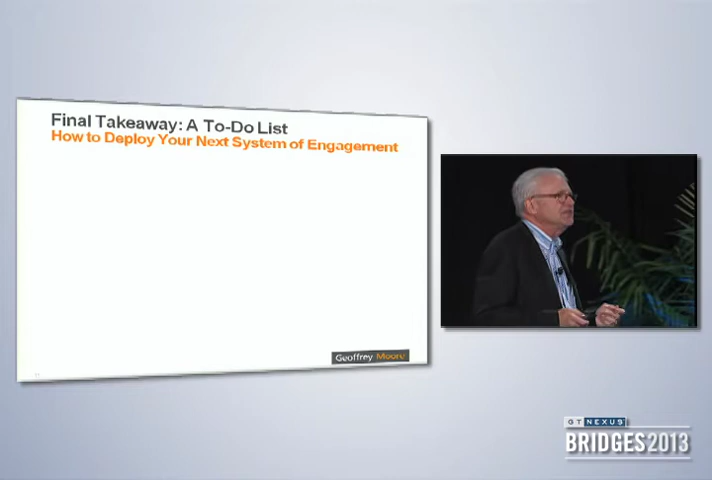 Final Takeaway: A To-Do List
How to Deploy Your Next System of Engagement
Geoffrey Moore
GT NEXUS
BRIDGES2013